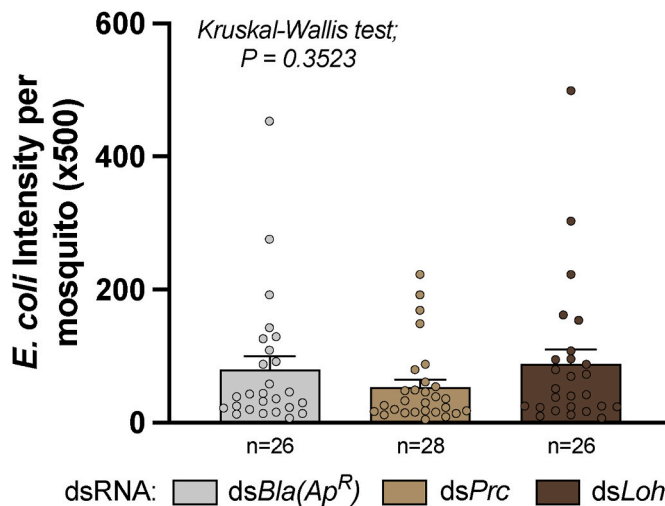 600
Kruskal-Wallis test;
P = 0.3523
400
200
0
E. coli Intensity per
mosquito (x500)
n=26 n=28 n=26
dsRNA: dsBla(Ap^R) dsPrc dsLoh